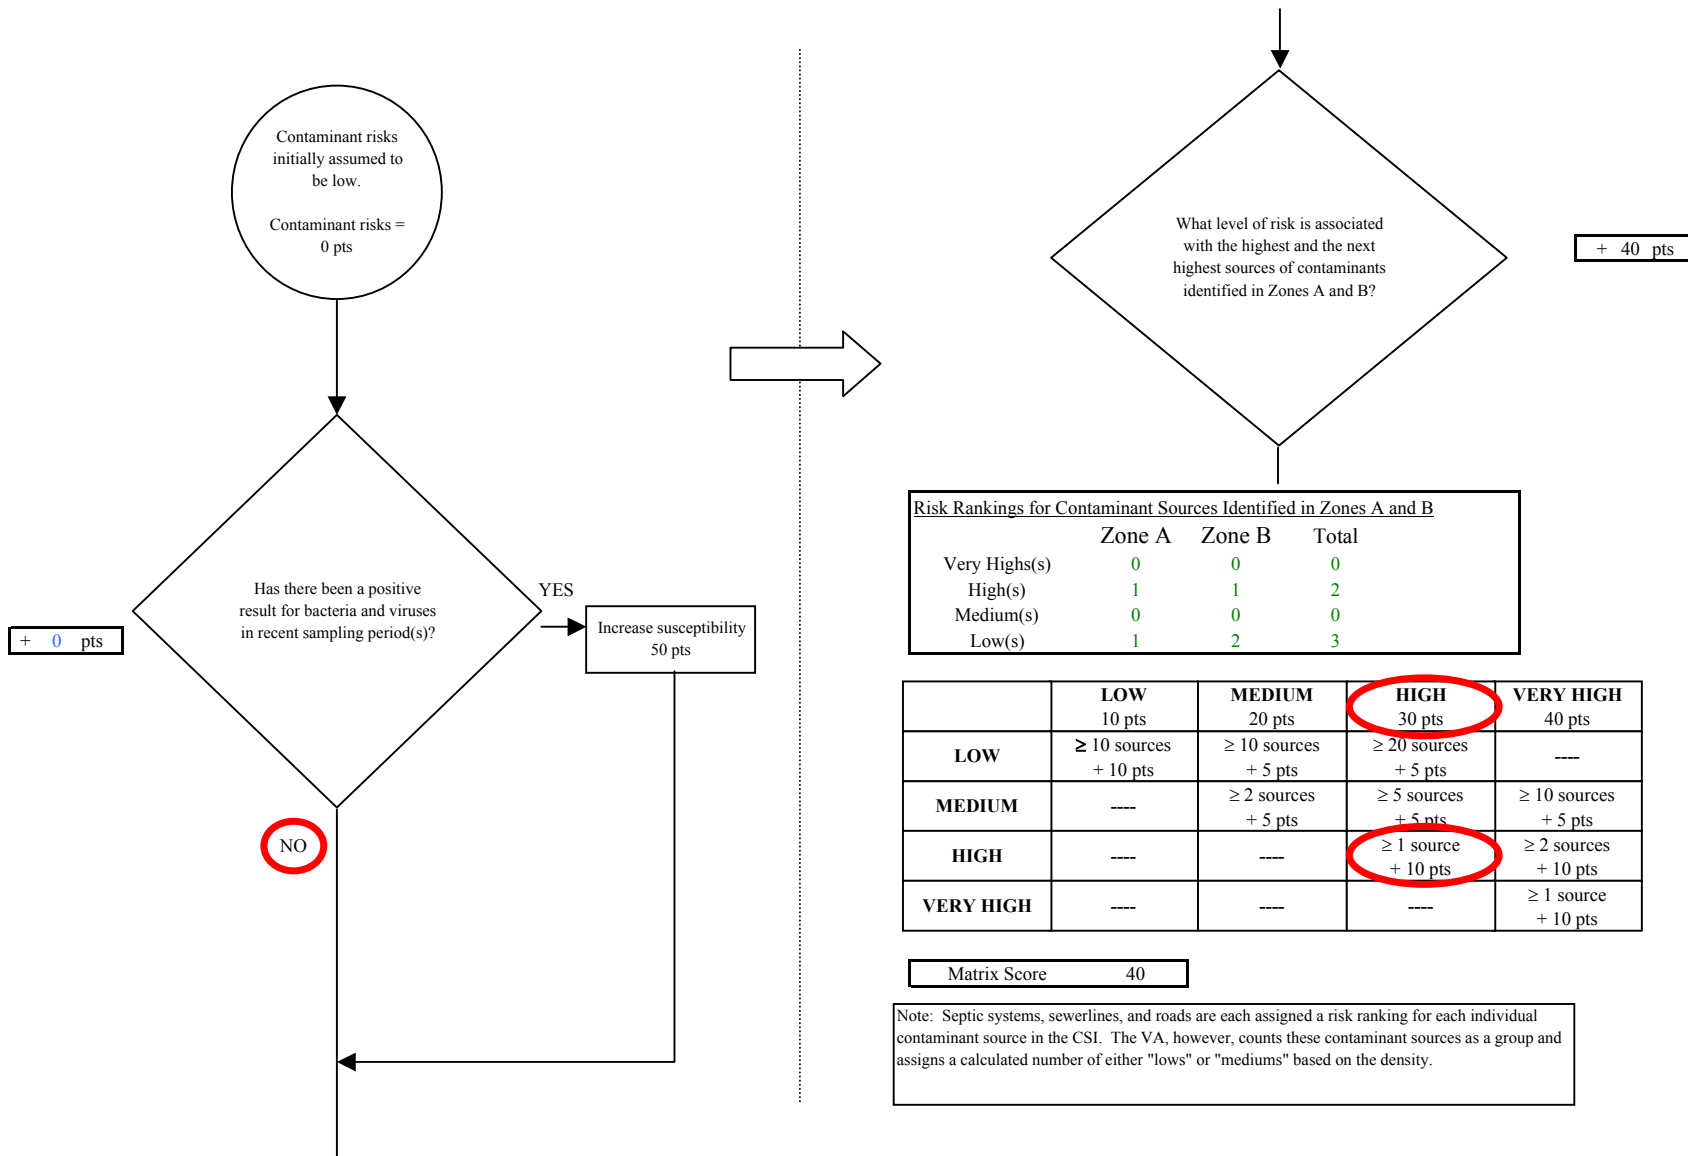 Contaminant risks
initially assumed to
be low.
Contaminant risks =
0 pts
Has there been a positive
result for bacteria and viruses
in recent sampling period(s)?
YES
+ 0 pts
Increase susceptibility
50 pts
NO
What level of risk is associated
with the highest and the next
highest sources of contaminants
identified in Zones A and B?
+ 40 pts
Risk Rankings for Contaminant Sources Identified in Zones A and B
Zone A Zone B Total
Very Highs(s) 0 0 0
High(s) 1 1 2
Medium(s) 0 0 0
Low(s) 1 2 3
LOW MEDIUM HIGH VERY HIGH
10 pts 20 pts 30 pts 40 pts
LOW ≥ 10 sources ≥ 10 sources ≥ 20 sources ----
+ 10 pts + 5 pts + 5 pts
MEDIUM ---- ≥ 2 sources ≥ 5 sources ≥ 10 sources
+ 5 pts + 5 pts + 5 pts
HIGH ---- ---- ≥ 1 source ≥ 2 sources
+ 10 pts + 10 pts
VERY HIGH ---- ---- ---- ≥ 1 source
+ 10 pts
Matrix Score 40
Note: Septic systems, sewerlines, and roads are each assigned a risk ranking for each individual
contaminant source in the CSI. The VA, however, counts these contaminant sources as a group and
assigns a calculated number of either "lows" or "mediums" based on the density.